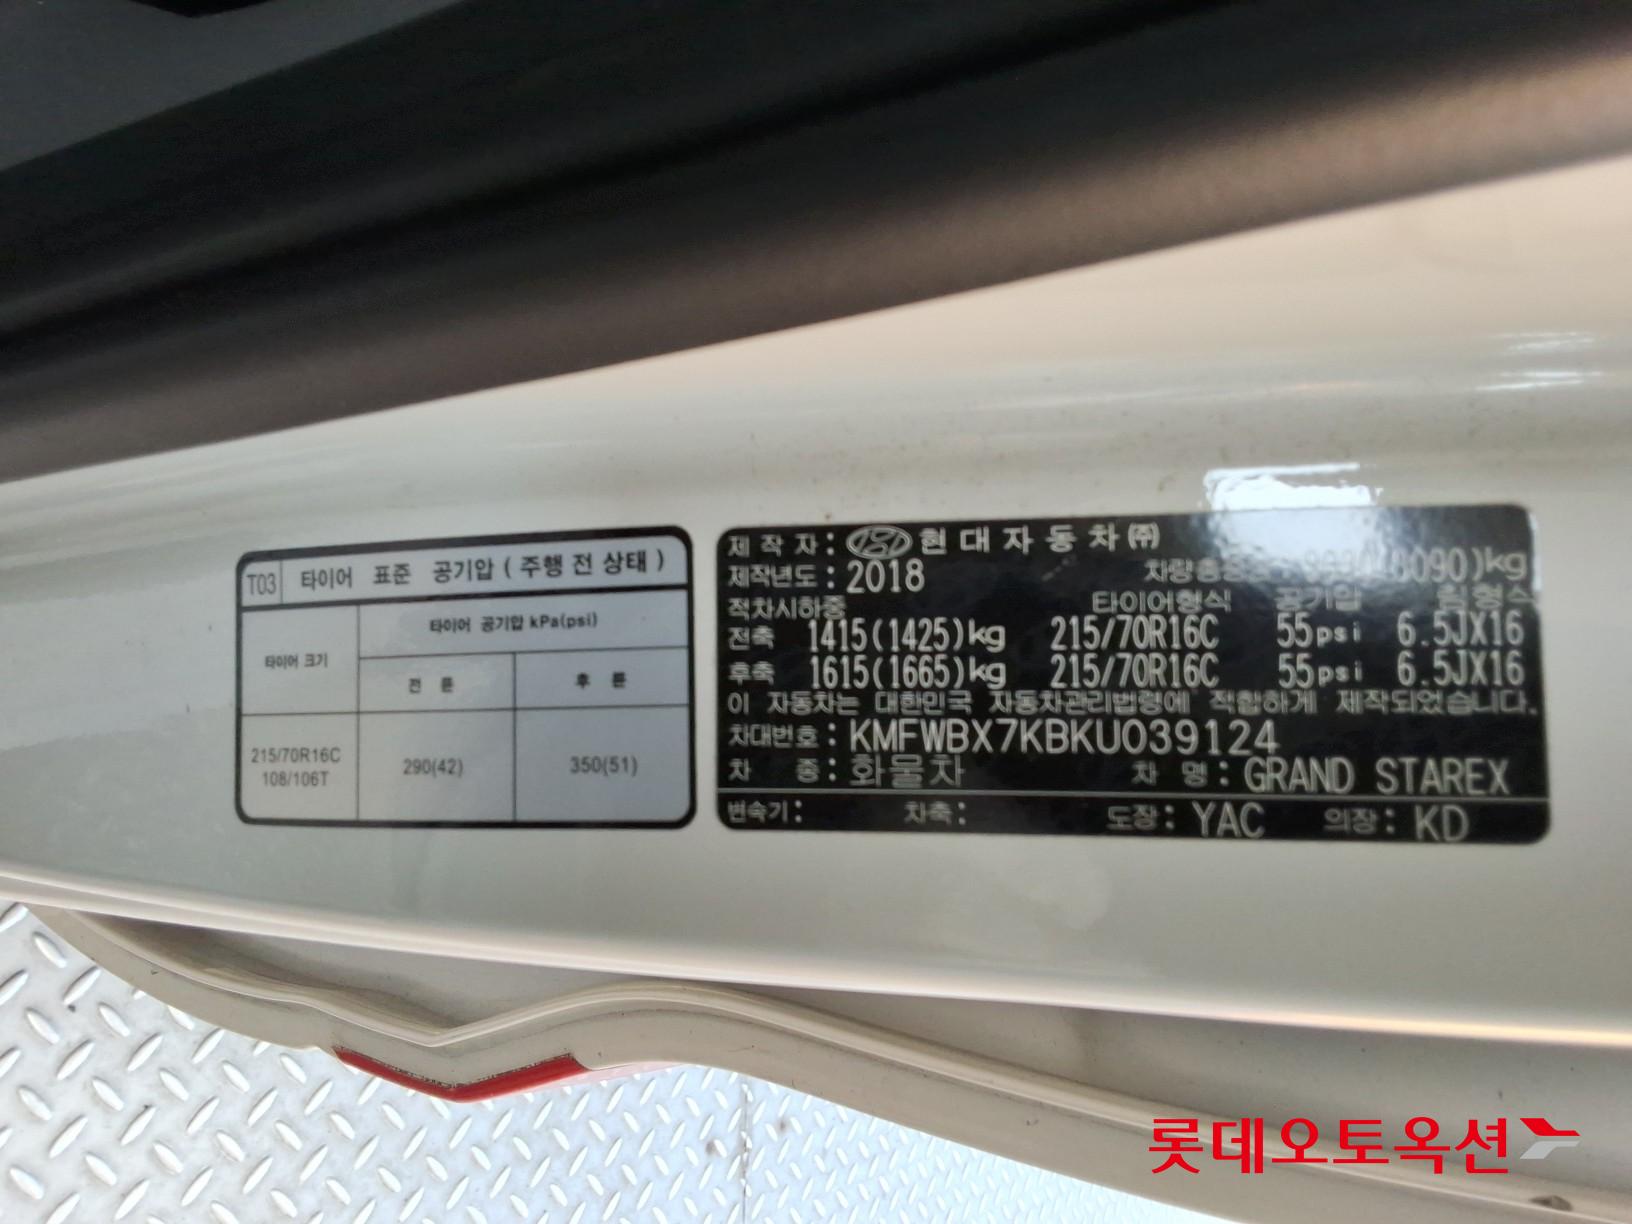 T03 타이어 표준 공기압 ( 주행 전 상태 )
타이어 크기
타이어 공기압 kPa(psi)
전 륜
후 륜
215/70R16C
108/106T
290(42)
350(51)
제 작 자 : 현 대 자 동 차 ㈜
제작년도 : 2018
kg
적차시하중 타이어형식 공기압 림형식
전축 1415(1425)kg 215/70R16C 55psi 6.5JX16
후축 1615(1665)kg 215/70R16C 55psi 6.5JX16
이 자동차는 대한민국 자동차관리법령에 적합하게 제작되었습니다.
차대번호 : KMFWBX7KBKU039124
차 종 : 화물차 차 명 : GRAND STAREX
변속기 : 차축 : 도장 : YAC 의장 : KD
롯데오토옥션